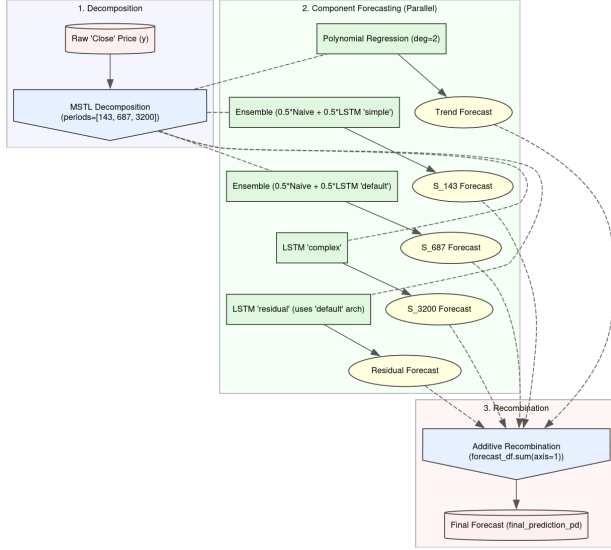 1. Decomposition
Raw 'Close' Price (y)
MSTL Decomposition
(periods=[143, 687, 3200])
2. Component Forecasting (Parallel)
Polynomial Regression (deg=2)
Trend Forecast
Ensemble (0.5*Naive + 0.5*LSTM 'simple')
S_143 Forecast
Ensemble (0.5*Naive + 0.5*LSTM 'default')
S_687 Forecast
LSTM 'complex'
S_3200 Forecast
LSTM 'residual' (uses 'default' arch)
Residual Forecast
3. Recombination
Additive Recombination
(forecast_df.sum(axis=1))
Final Forecast (final_prediction_pd)